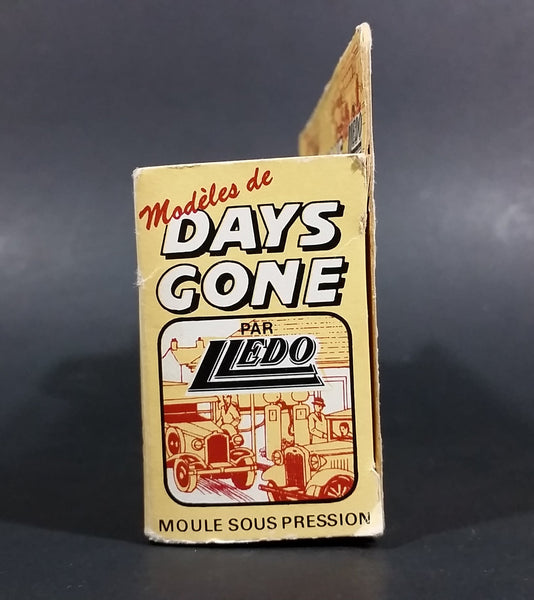 Modèles de
DAYS
GONE
PAR
LLEDO
MOULE SOUS PRESSION